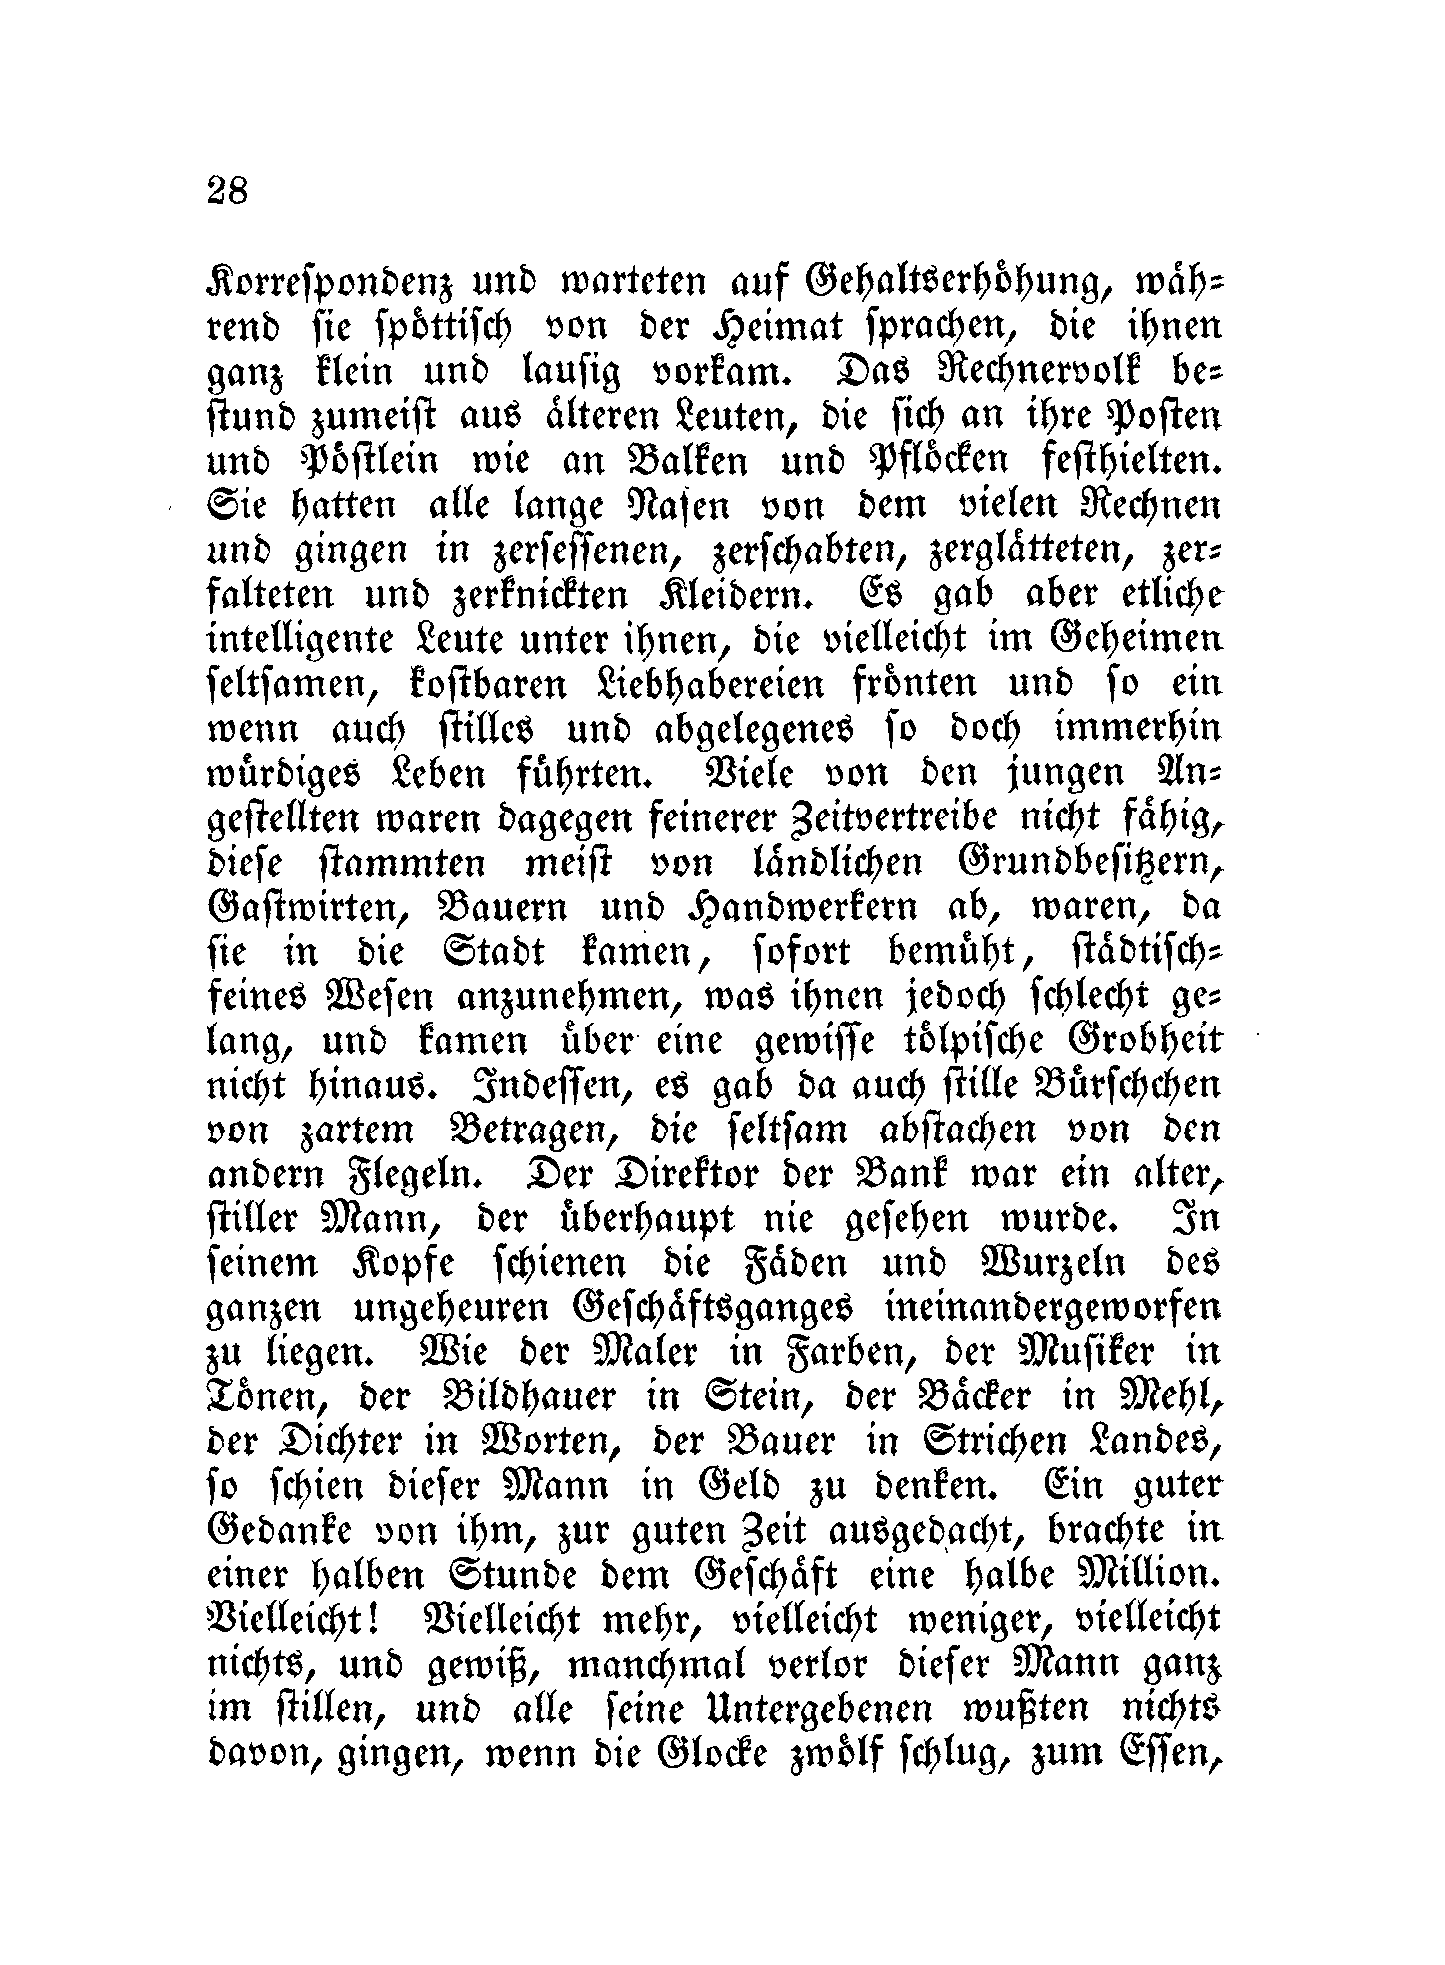 28
Korrespondenz und warteten auf Gehaltserhöhung, wäh-
rend sie spöttisch von der Heimat sprachen, die ihnen
ganz klein und lausig vorkam. Das Rechnervolk be-
stund zumeist aus älteren Leuten, die sich an ihre Posten
und Pöstlein wie an Balken und Pflöcken festhielten.
Sie hatten alle lange Nasen von dem vielen Rechnen
und gingen in zersessenen, zerschabten, zerglätteten, zer-
falteten und zerknickten Kleidern. Es gab aber etliche
intelligente Leute unter ihnen, die vielleicht im Geheimen
seltsamen, kostbaren Liebhabereien frönten und so ein
wenn auch stilles und abgelegenes so doch immerhin
würdiges Leben führten. Viele von den jungen An-
gestellten waren dagegen feinerer Zeitvertreibe nicht fähig,
diese stammten meist von ländlichen Grundbesitzern,
Gastwirten, Bauern und Handwerkern ab, waren, da
sie in die Stadt kamen, sofort bemüht, städtisch-
feines Wesen anzunehmen, was ihnen jedoch schlecht ge-
lang, und kamen über eine gewisse tölpische Grobheit
nicht hinaus. Indessen, es gab da auch stille Bürschchen
von zartem Betragen, die seltsam abstachen von den
andern Flegeln. Der Direktor der Bank war ein alter,
stiller Mann, der überhaupt nie gesehen wurde. In
seinem Kopfe schienen die Fäden und Wurzeln des
ganzen ungeheuren Geschäftsganges ineinandergeworfen
zu liegen. Wie der Maler in Farben, der Musiker in
Tönen, der Bildhauer in Stein, der Bäcker in Mehl,
der Dichter in Worten, der Bauer in Strichen Landes,
so schien dieser Mann in Geld zu denken. Ein guter
Gedanke von ihm, zur guten Zeit ausgedacht, brachte in
einer halben Stunde dem Geschäft eine halbe Million.
Vielleicht! Vielleicht mehr, vielleicht weniger, vielleicht
nichts, und gewiß, manchmal verlor dieser Mann ganz
im stillen, und alle seine Untergebenen wußten nichts
davon, gingen, wenn die Glocke zwölf schlug, zum Essen,